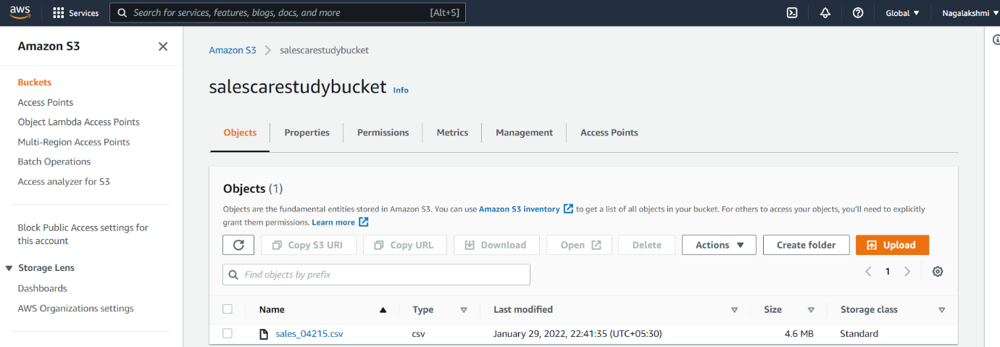 aws Services Search for services, features, blogs, docs, and more [Alt+S] Global Nagalakshmi
Amazon S3
Buckets
Access Points
Object Lambda Access Points
Multi-Region Access Points
Batch Operations
Access analyzer for S3
Block Public Access settings for
this account
Storage Lens
Dashboards
AWS Organizations settings
Amazon S3 salescarestudybucket
salescarestudybucket Info
Objects Properties Permissions Metrics Management Access Points
Objects (1)
Objects are the fundamental entities stored in Amazon S3. You can use Amazon S3 inventory to get a list of all objects in your bucket. For others to access your objects, you'll need to explicitly
grant them permissions. Learn more
Copy S3 URI Copy URL Download Open Delete Actions Create folder Upload
Find objects by prefix 1
Name Type Last modified Size Storage class
sales_04215.csv csv January 29, 2022, 22:41:35 (UTC+05:30) 4.6 MB Standard